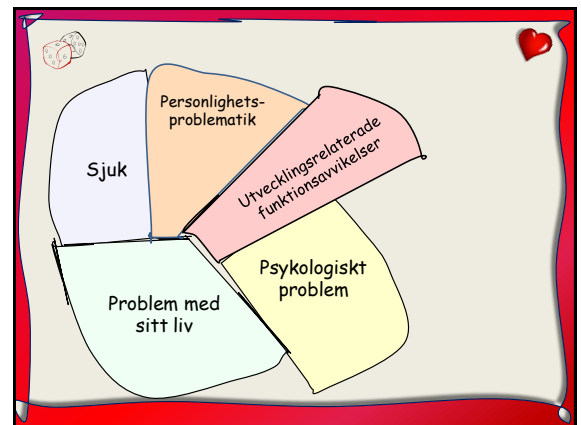 Personlighets-
problematik
Sjuk
Utvecklingsrelaterade
funktionsavvikelser
Psykologiskt
problem
Problem med
sitt liv